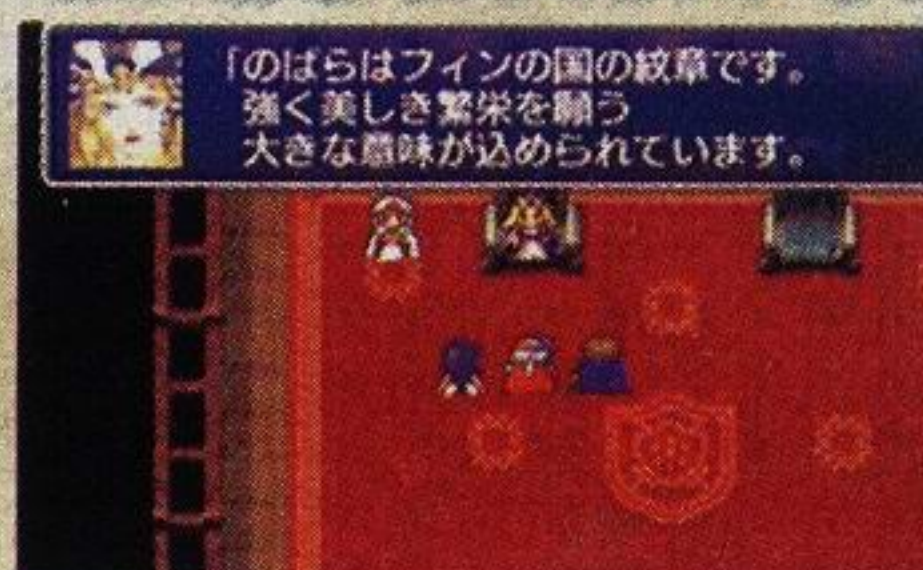 「のばらはフィンの国の紋章です。
強く美しき繁栄を願う
大きな意味が込められています。